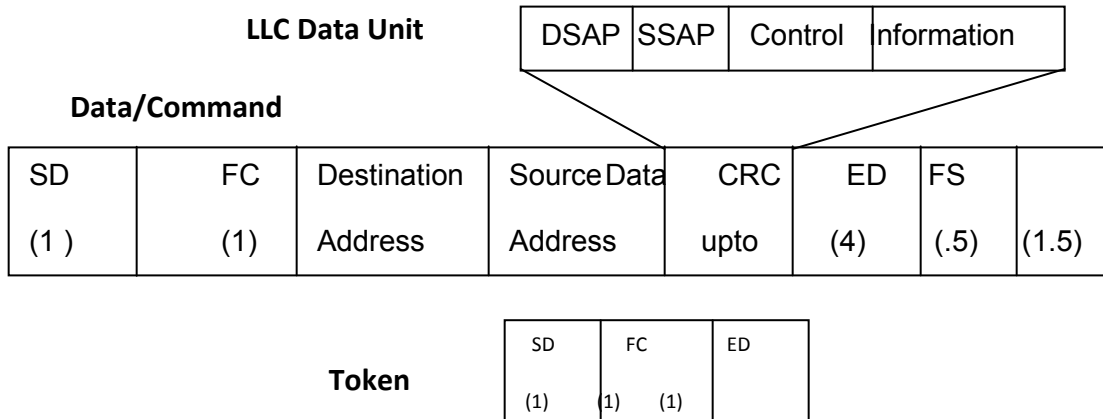 LLC Data Unit
DSAP SSAP Control Information
Data/Command
SD FC Destination Source Data CRC ED FS
(1 ) (1) Address Address upto (4) (.5) (1.5)
SD FC ED
Token
(1) (1) (1)